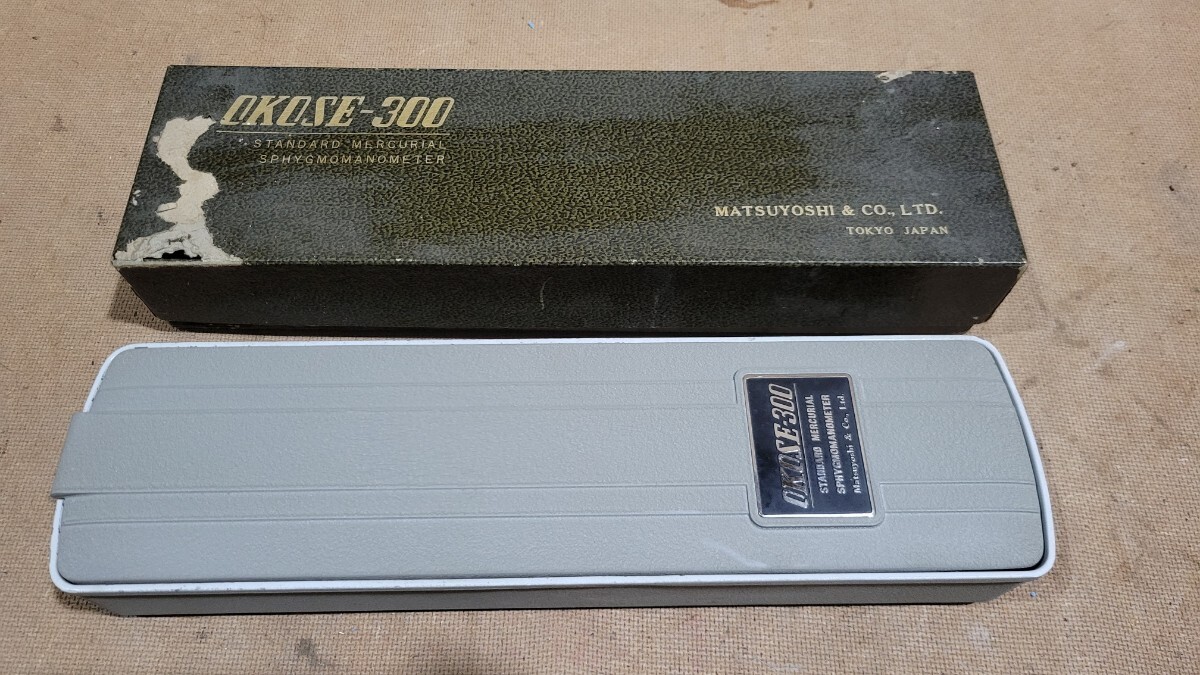 OKOSE-300
STANDARD MERCURIAL
SPHYGMOMANOMETER
MATSUYOSHI & CO., LTD.
TOKYO JAPAN
OKOSE-300
STANDARD MERCURIAL
SPHYGMOMANOMETER
Matsuyoshi & Co., Ltd.